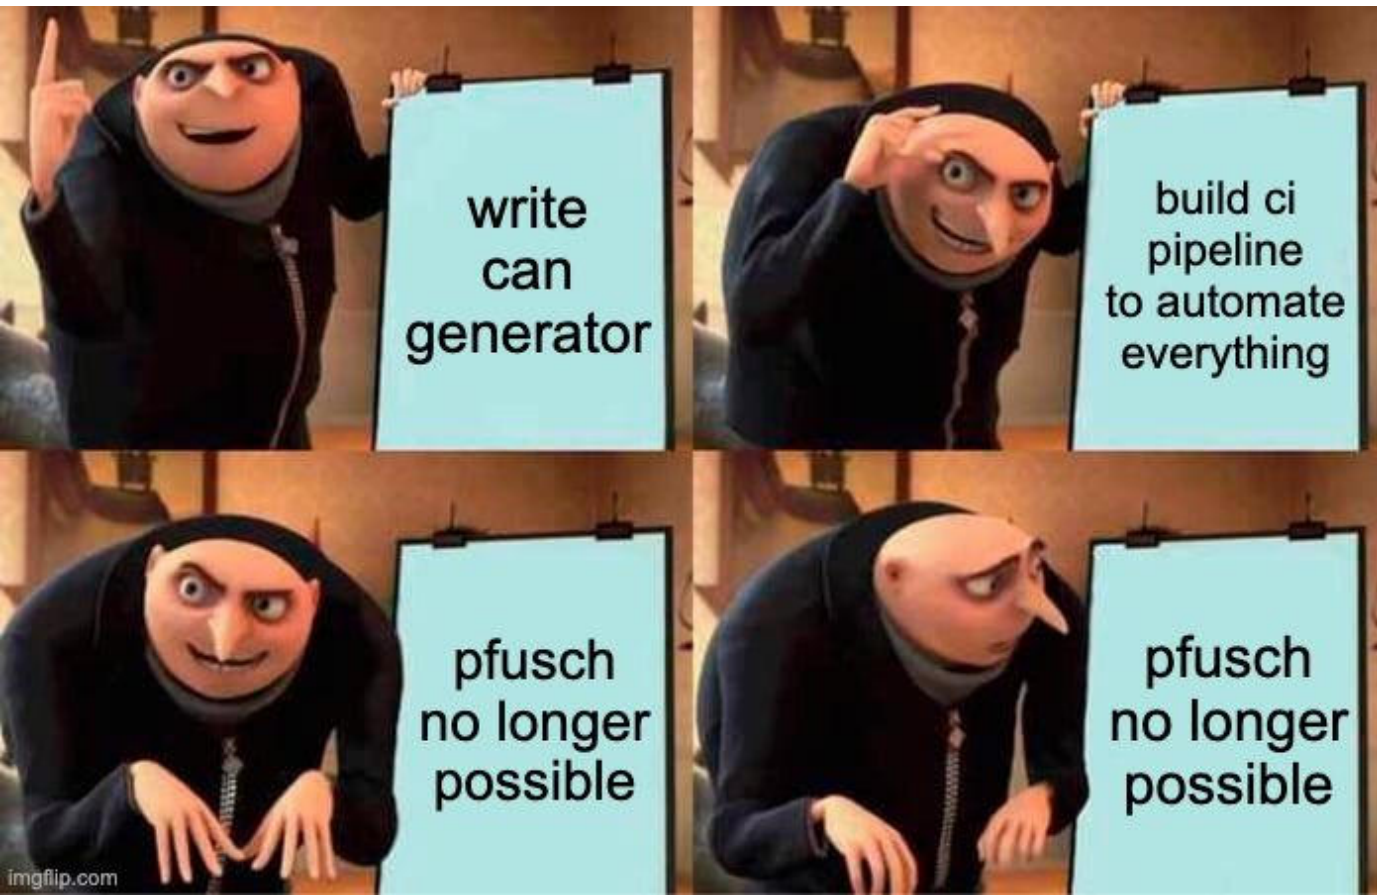 write
can
generator
build ci
pipeline
to automate
everything
pfusch
no longer
possible
pfusch
no longer
possible
imgflip.com